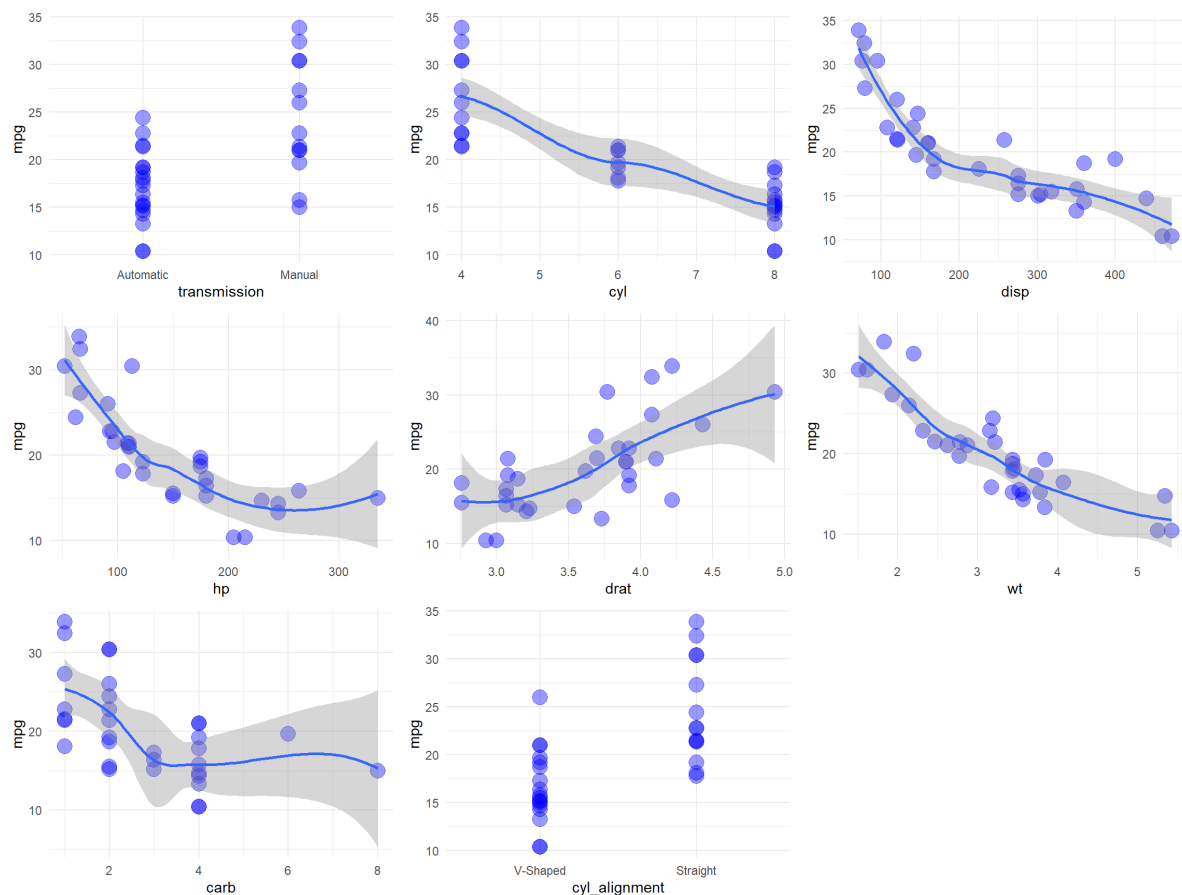 35
30
25
20
15
10
mpg
Automatic Manual
transmission
35
30
25
20
15
10
mpg
4 5 6 7 8
cyl
35
30
25
20
15
10
mpg
100 200 300 400
disp
30
20
10
mpg
100 200 300
hp
40
30
20
10
mpg
3.0 3.5 4.0 4.5 5.0
drat
30
20
10
mpg
2 3 4 5
wt
30
20
10
mpg
2 4 6 8
carb
35
30
25
20
15
10
mpg
V-Shaped Straight
cyl_alignment